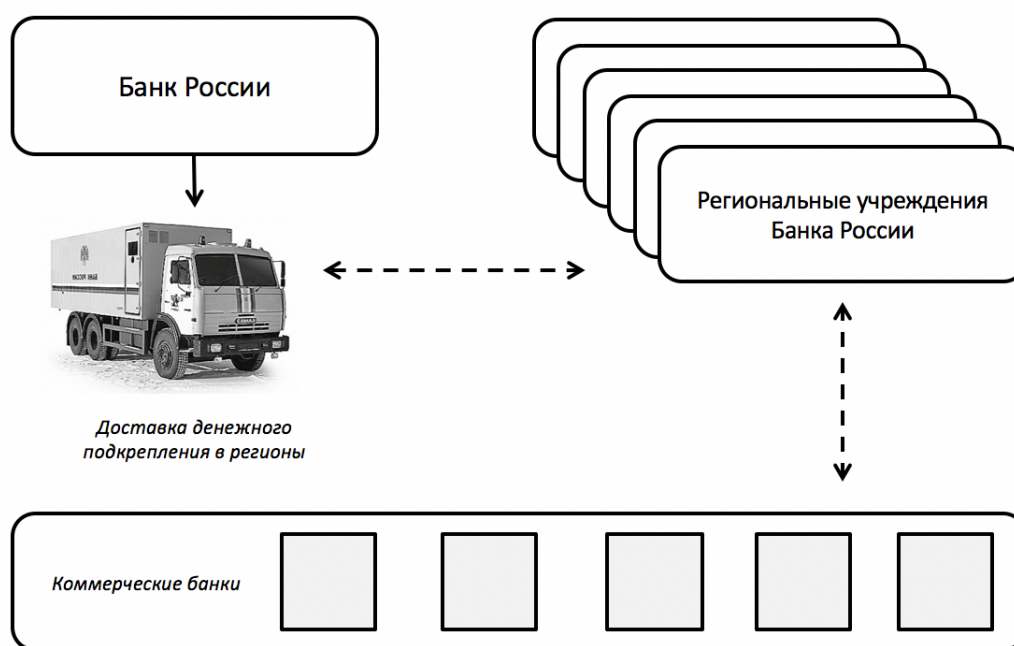 Банк России
Региональные учреждения
Банка России
Доставка денежного
подкрепления в регионы
Коммерческие банки